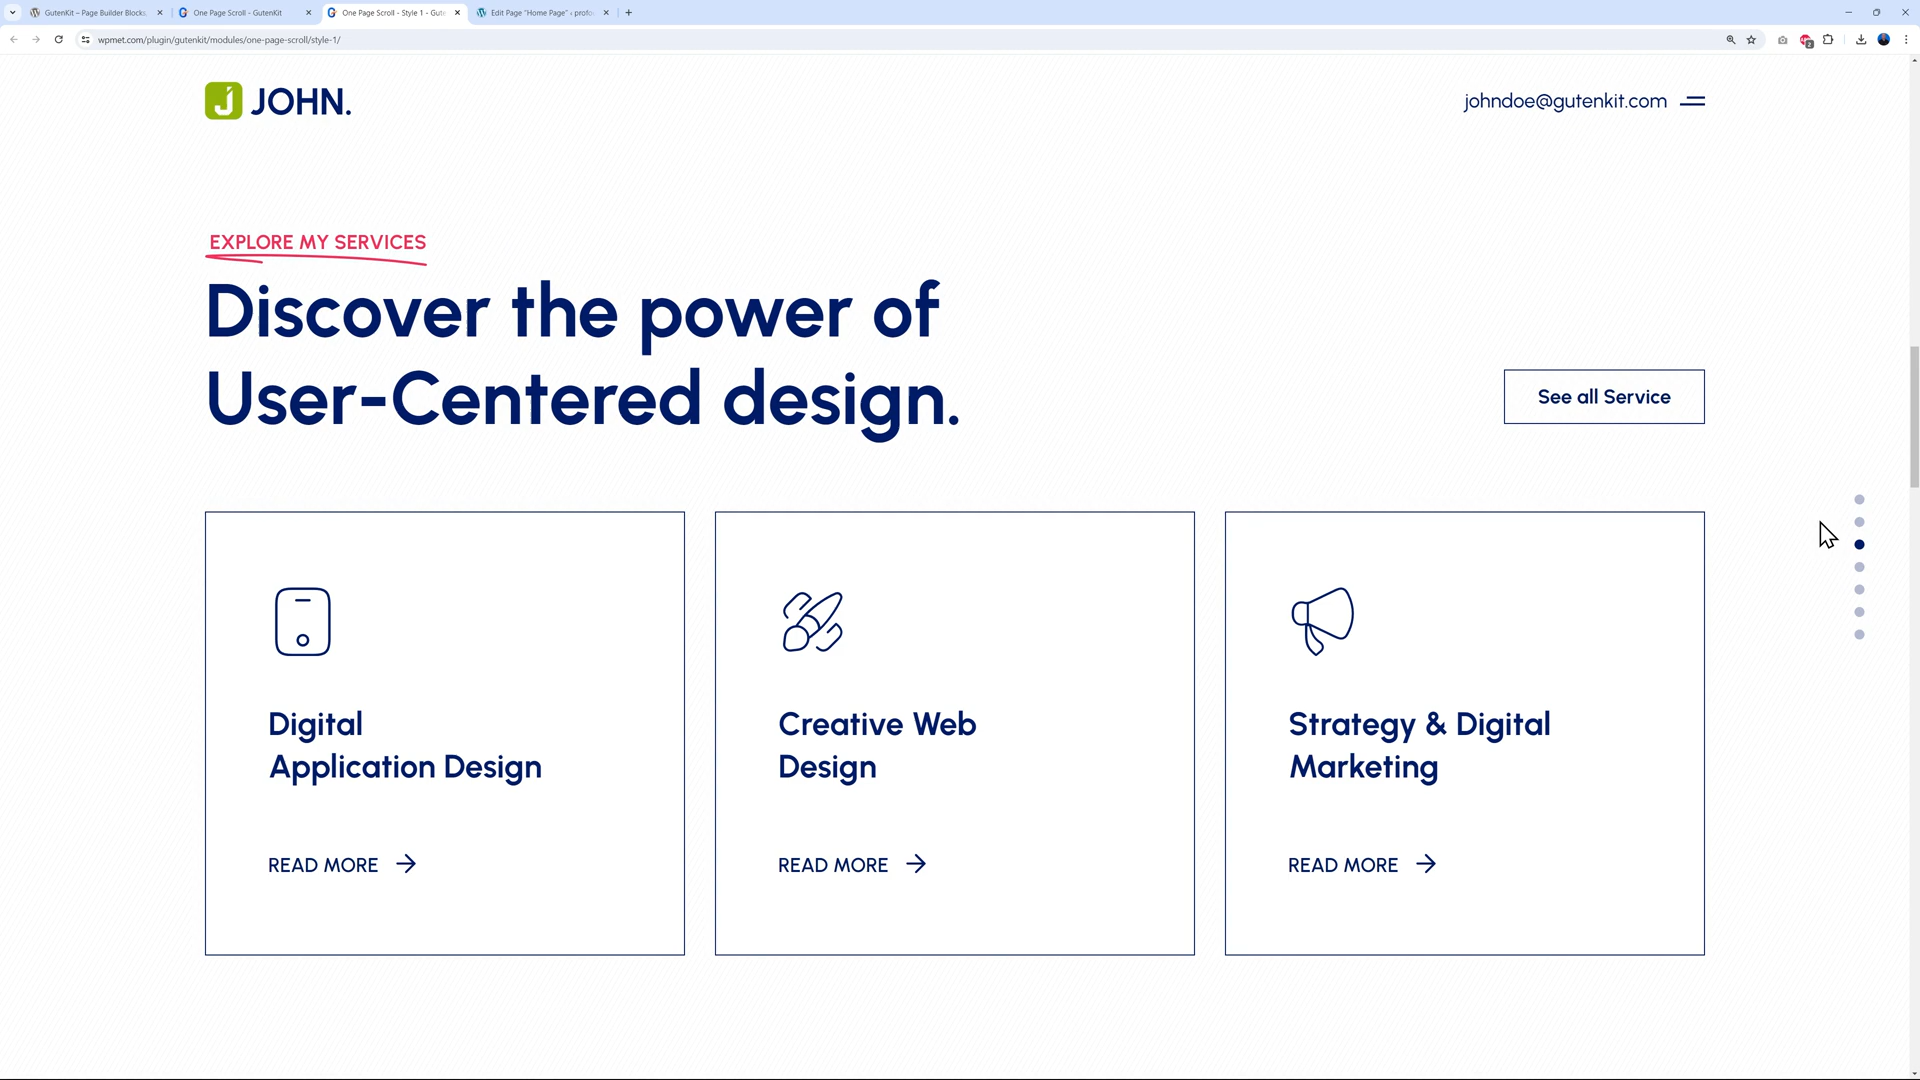 GutenKit – Page Builder Blocks
One Page Scroll - GutenKit
One Page Scroll - Style 1 - Gute
Edit Page "Home Page" ‹ profo
wpmet.com/plugin/gutenkit/modules/one-page-scroll/style-1/
2
J JOHN.
johndoe@gutenkit.com
EXPLORE MY SERVICES
Discover the power of
User-Centered design.
See all Service
Digital
Application Design
READ MORE
Creative Web
Design
READ MORE
Strategy & Digital
Marketing
READ MORE